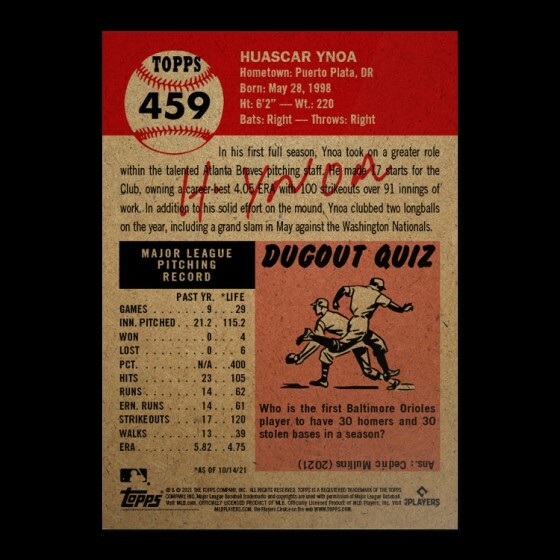 TOPPS
459
HUASCAR YNOA
Hometown: Puerto Plata, DR
Born: May 28, 1998
Ht: 6'2" — Wt.: 220
Bats: Right — Throws: Right
In his first full season, Ynoa took on a greater role
within the talented Atlanta Braves pitching staff. He made 17 starts for the
Club, owning a career-best 4.05 ERA with 100 strikeouts over 91 innings of
work. In addition to his solid effort on the mound, Ynoa clubbed two longballs
on the year, including a grand slam in May against the Washington Nationals.
H YNOA
MAJOR LEAGUE
PITCHING
RECORD
PAST YR. *LIFE
GAMES . . . . . . . . . 9 . . 29
INN. PITCHED . . 21.2 . 115.2
WON . . . . . . . . . . 0 . . . 4
LOST . . . . . . . . . . 0 . . . 6
PCT. . . . . . . . . . N/A . . .400
HITS . . . . . . . . . 23 . . 105
RUNS . . . . . . . . 14 . . . 62
ERN. RUNS . . . . 14 . . . 61
STRIKEOUTS . . . 17 . . 120
WALKS . . . . . . . 13 . . . 39
ERA . . . . . . . . . 5.82 . . 4.75
*AS OF 10/14/21
DUGOUT QUIZ
Who is the first Baltimore Orioles
player to have 30 homers and 30
stolen bases in a season?
Ans.: Cedric Mullins (2021)
Topps
PLAYERS